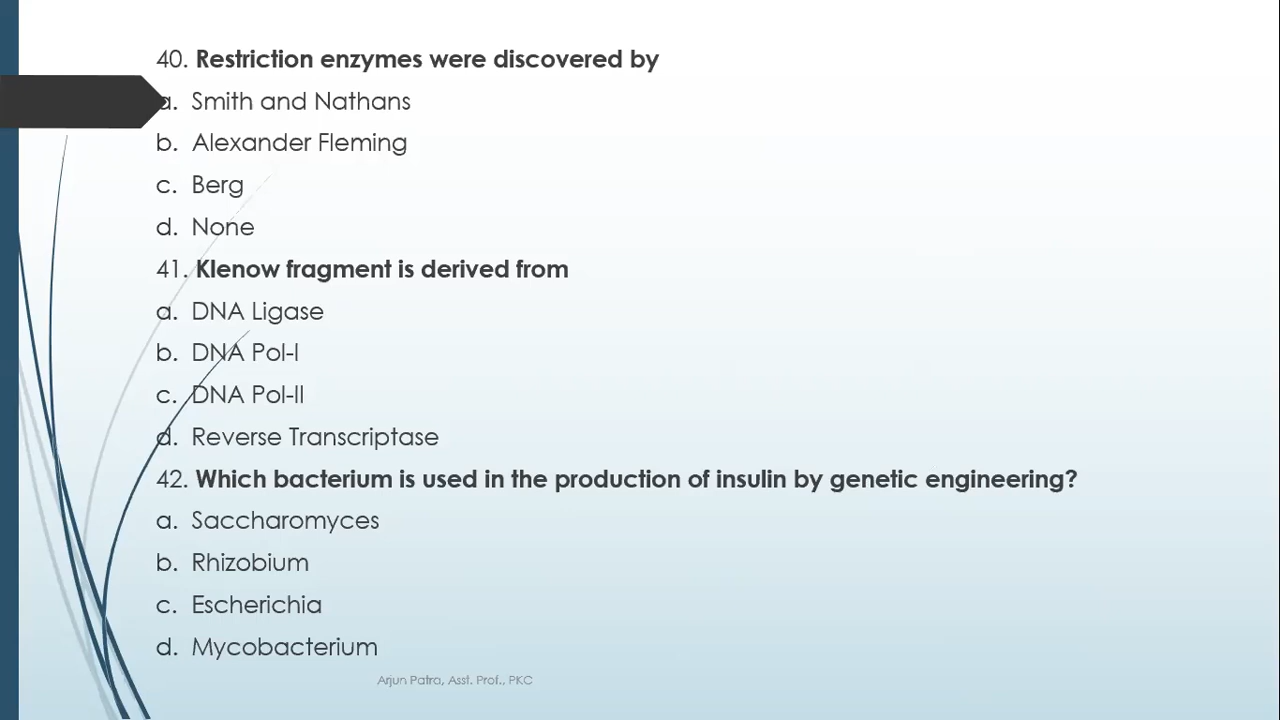 40. Restriction enzymes were discovered by
a. Smith and Nathans
b. Alexander Fleming
c. Berg
d. None
41. Klenow fragment is derived from
a. DNA Ligase
b. DNA Pol-I
c. DNA Pol-II
d. Reverse Transcriptase
42. Which bacterium is used in the production of insulin by genetic engineering?
a. Saccharomyces
b. Rhizobium
c. Escherichia
d. Mycobacterium
Arjun Patra, Asst. Prof., PKC